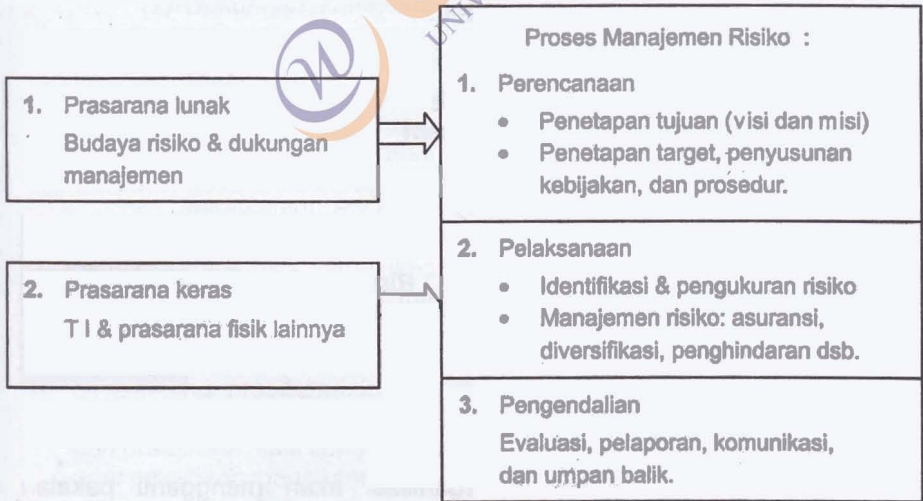 UNIV
1. Prasarana lunak
Budaya risiko & dukungan
manajemen
2. Prasarana keras
T I & prasarana fisik lainnya
Proses Manajemen Risiko :
1. Perencanaan
• Penetapan tujuan (visi dan misi)
• Penetapan target, penyusunan
kebijakan, dan prosedur.
2. Pelaksanaan
• Identifikasi & pengukuran risiko
• Manajemen risiko: asuransi,
diversifikasi, penghindaran dsb.
3. Pengendalian
Evaluasi, pelaporan, komunikasi,
dan umpan balik.